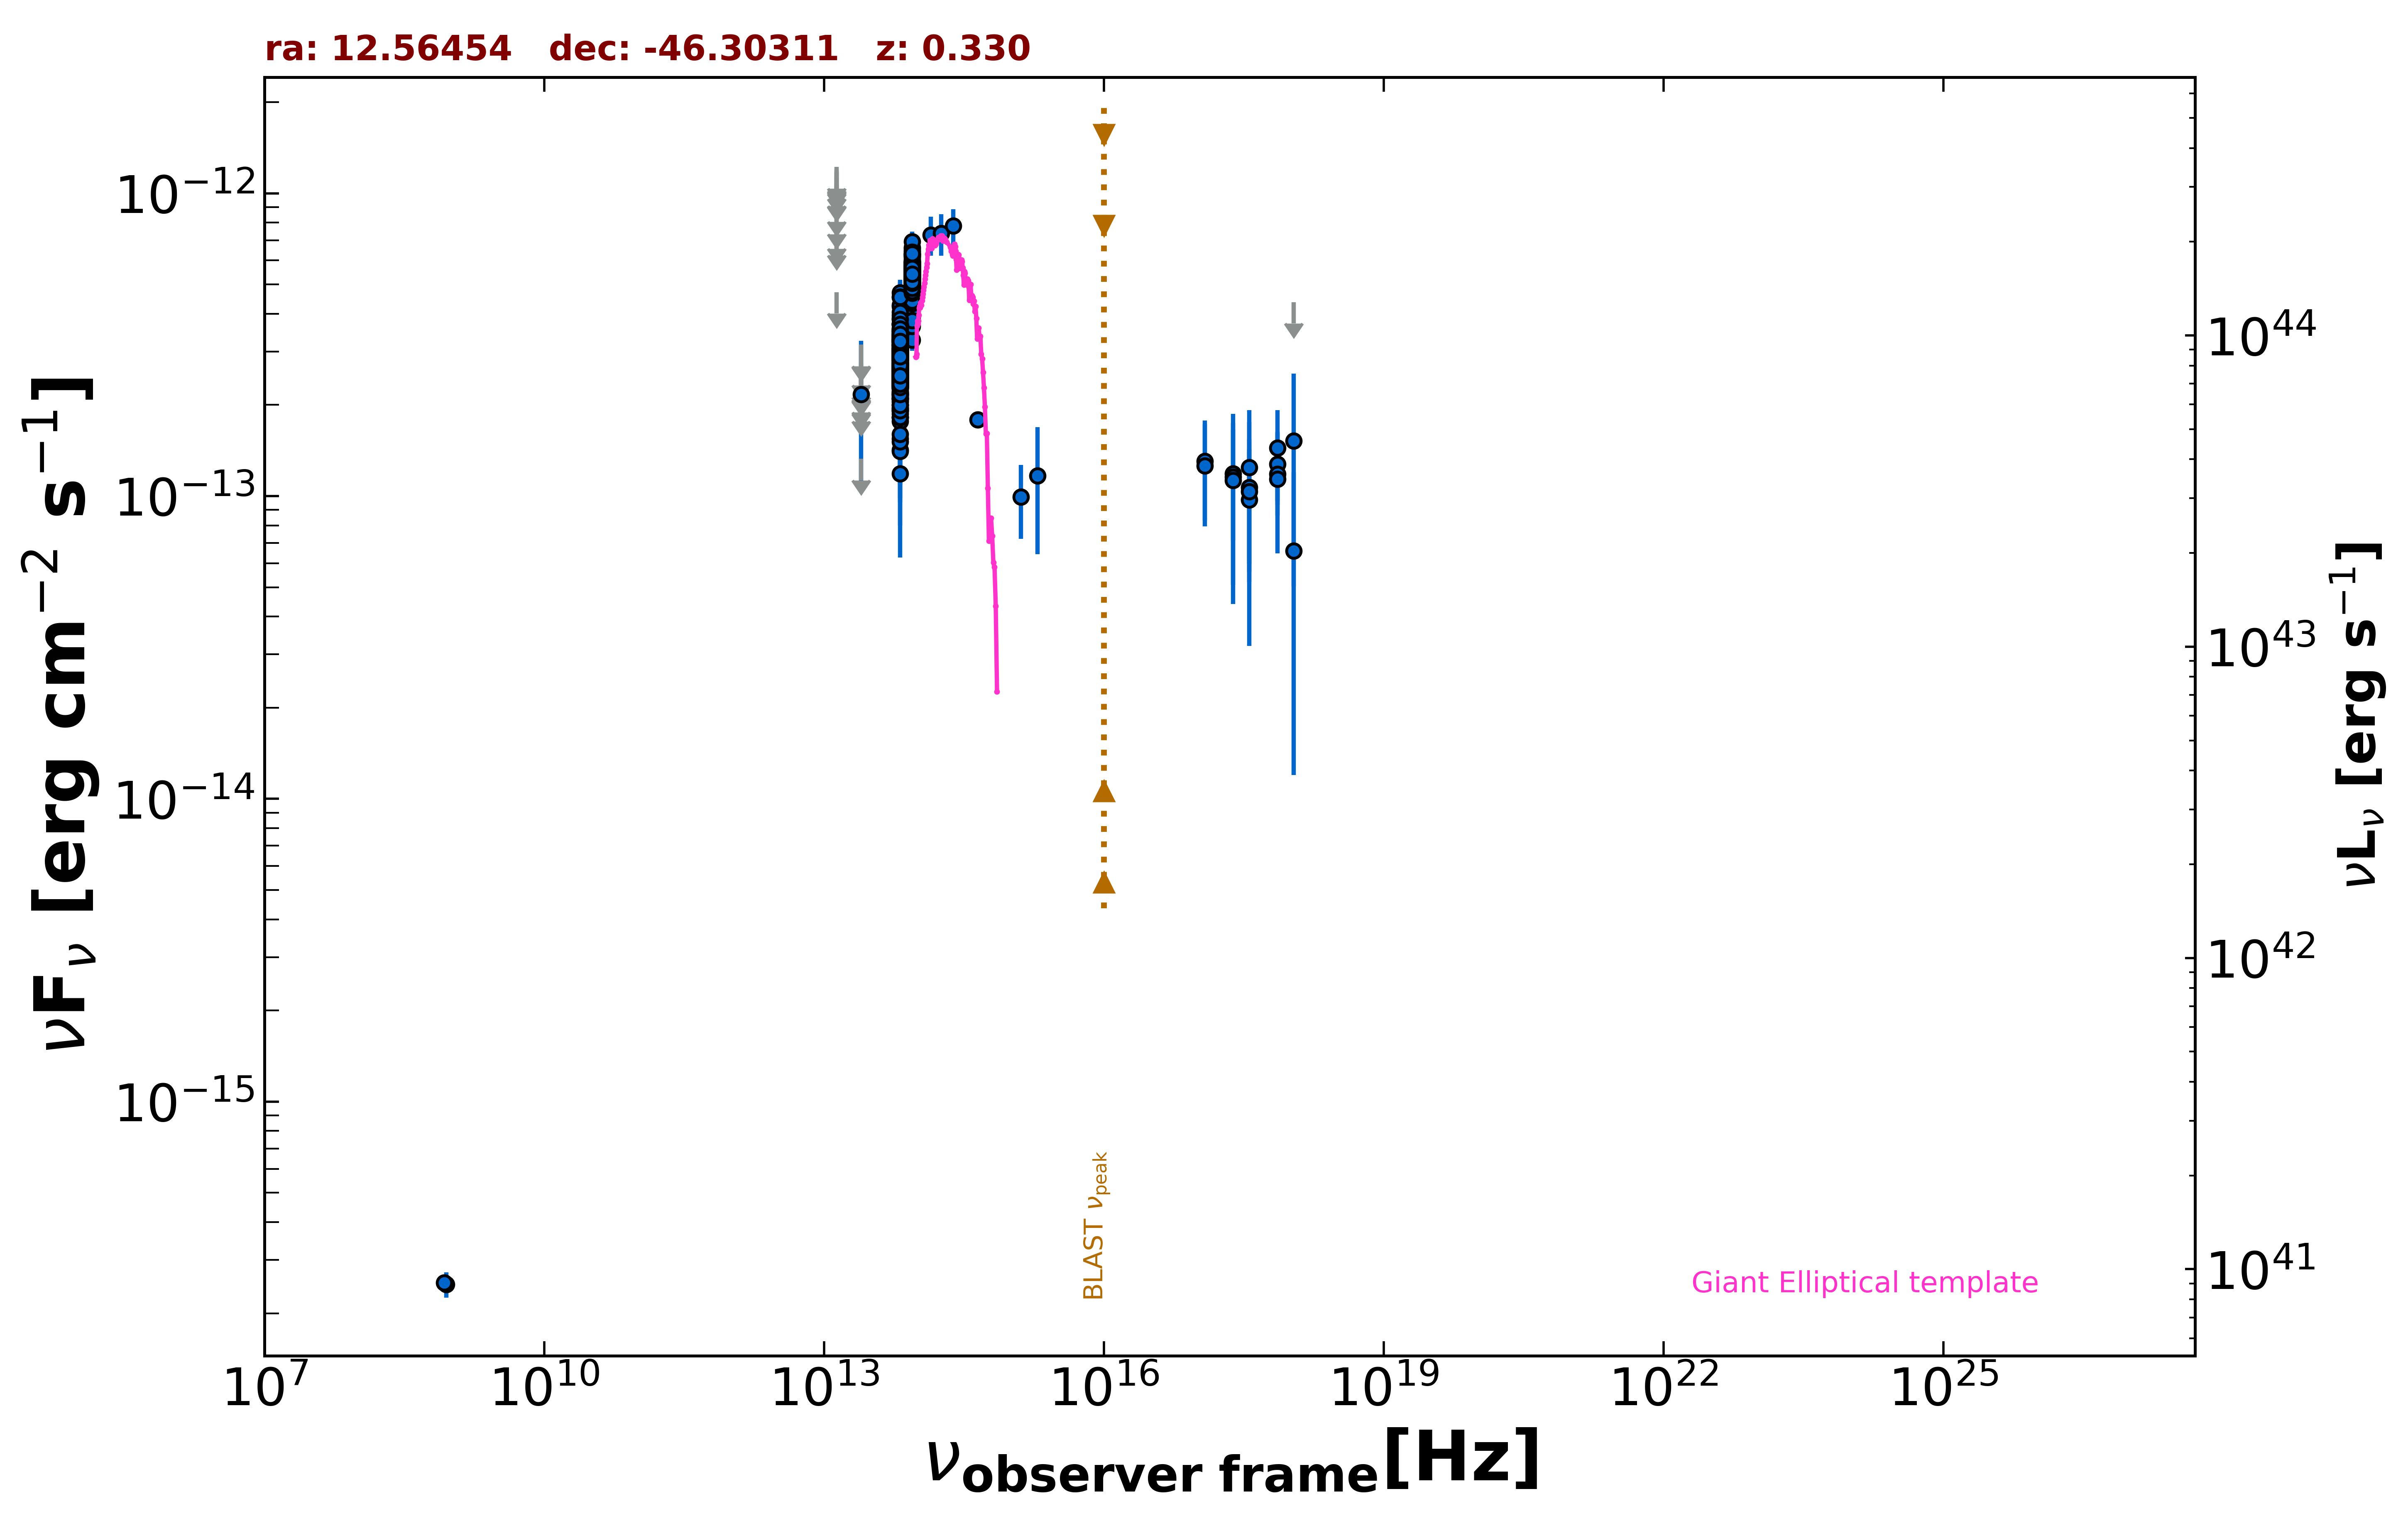 ra: 12.56454 dec: -46.30311 z: 0.330
10⁻¹²
10⁻¹³
10⁻¹⁴
10⁻¹⁵
νFν [erg cm⁻² s⁻¹]
10⁴⁴
10⁴³
10⁴²
10⁴¹
νLν [erg s⁻¹]
BLAST νpeak
Giant Elliptical template
10⁷ 10¹⁰ 10¹³ 10¹⁶ 10¹⁹ 10²² 10²⁵
νobserver frame[Hz]